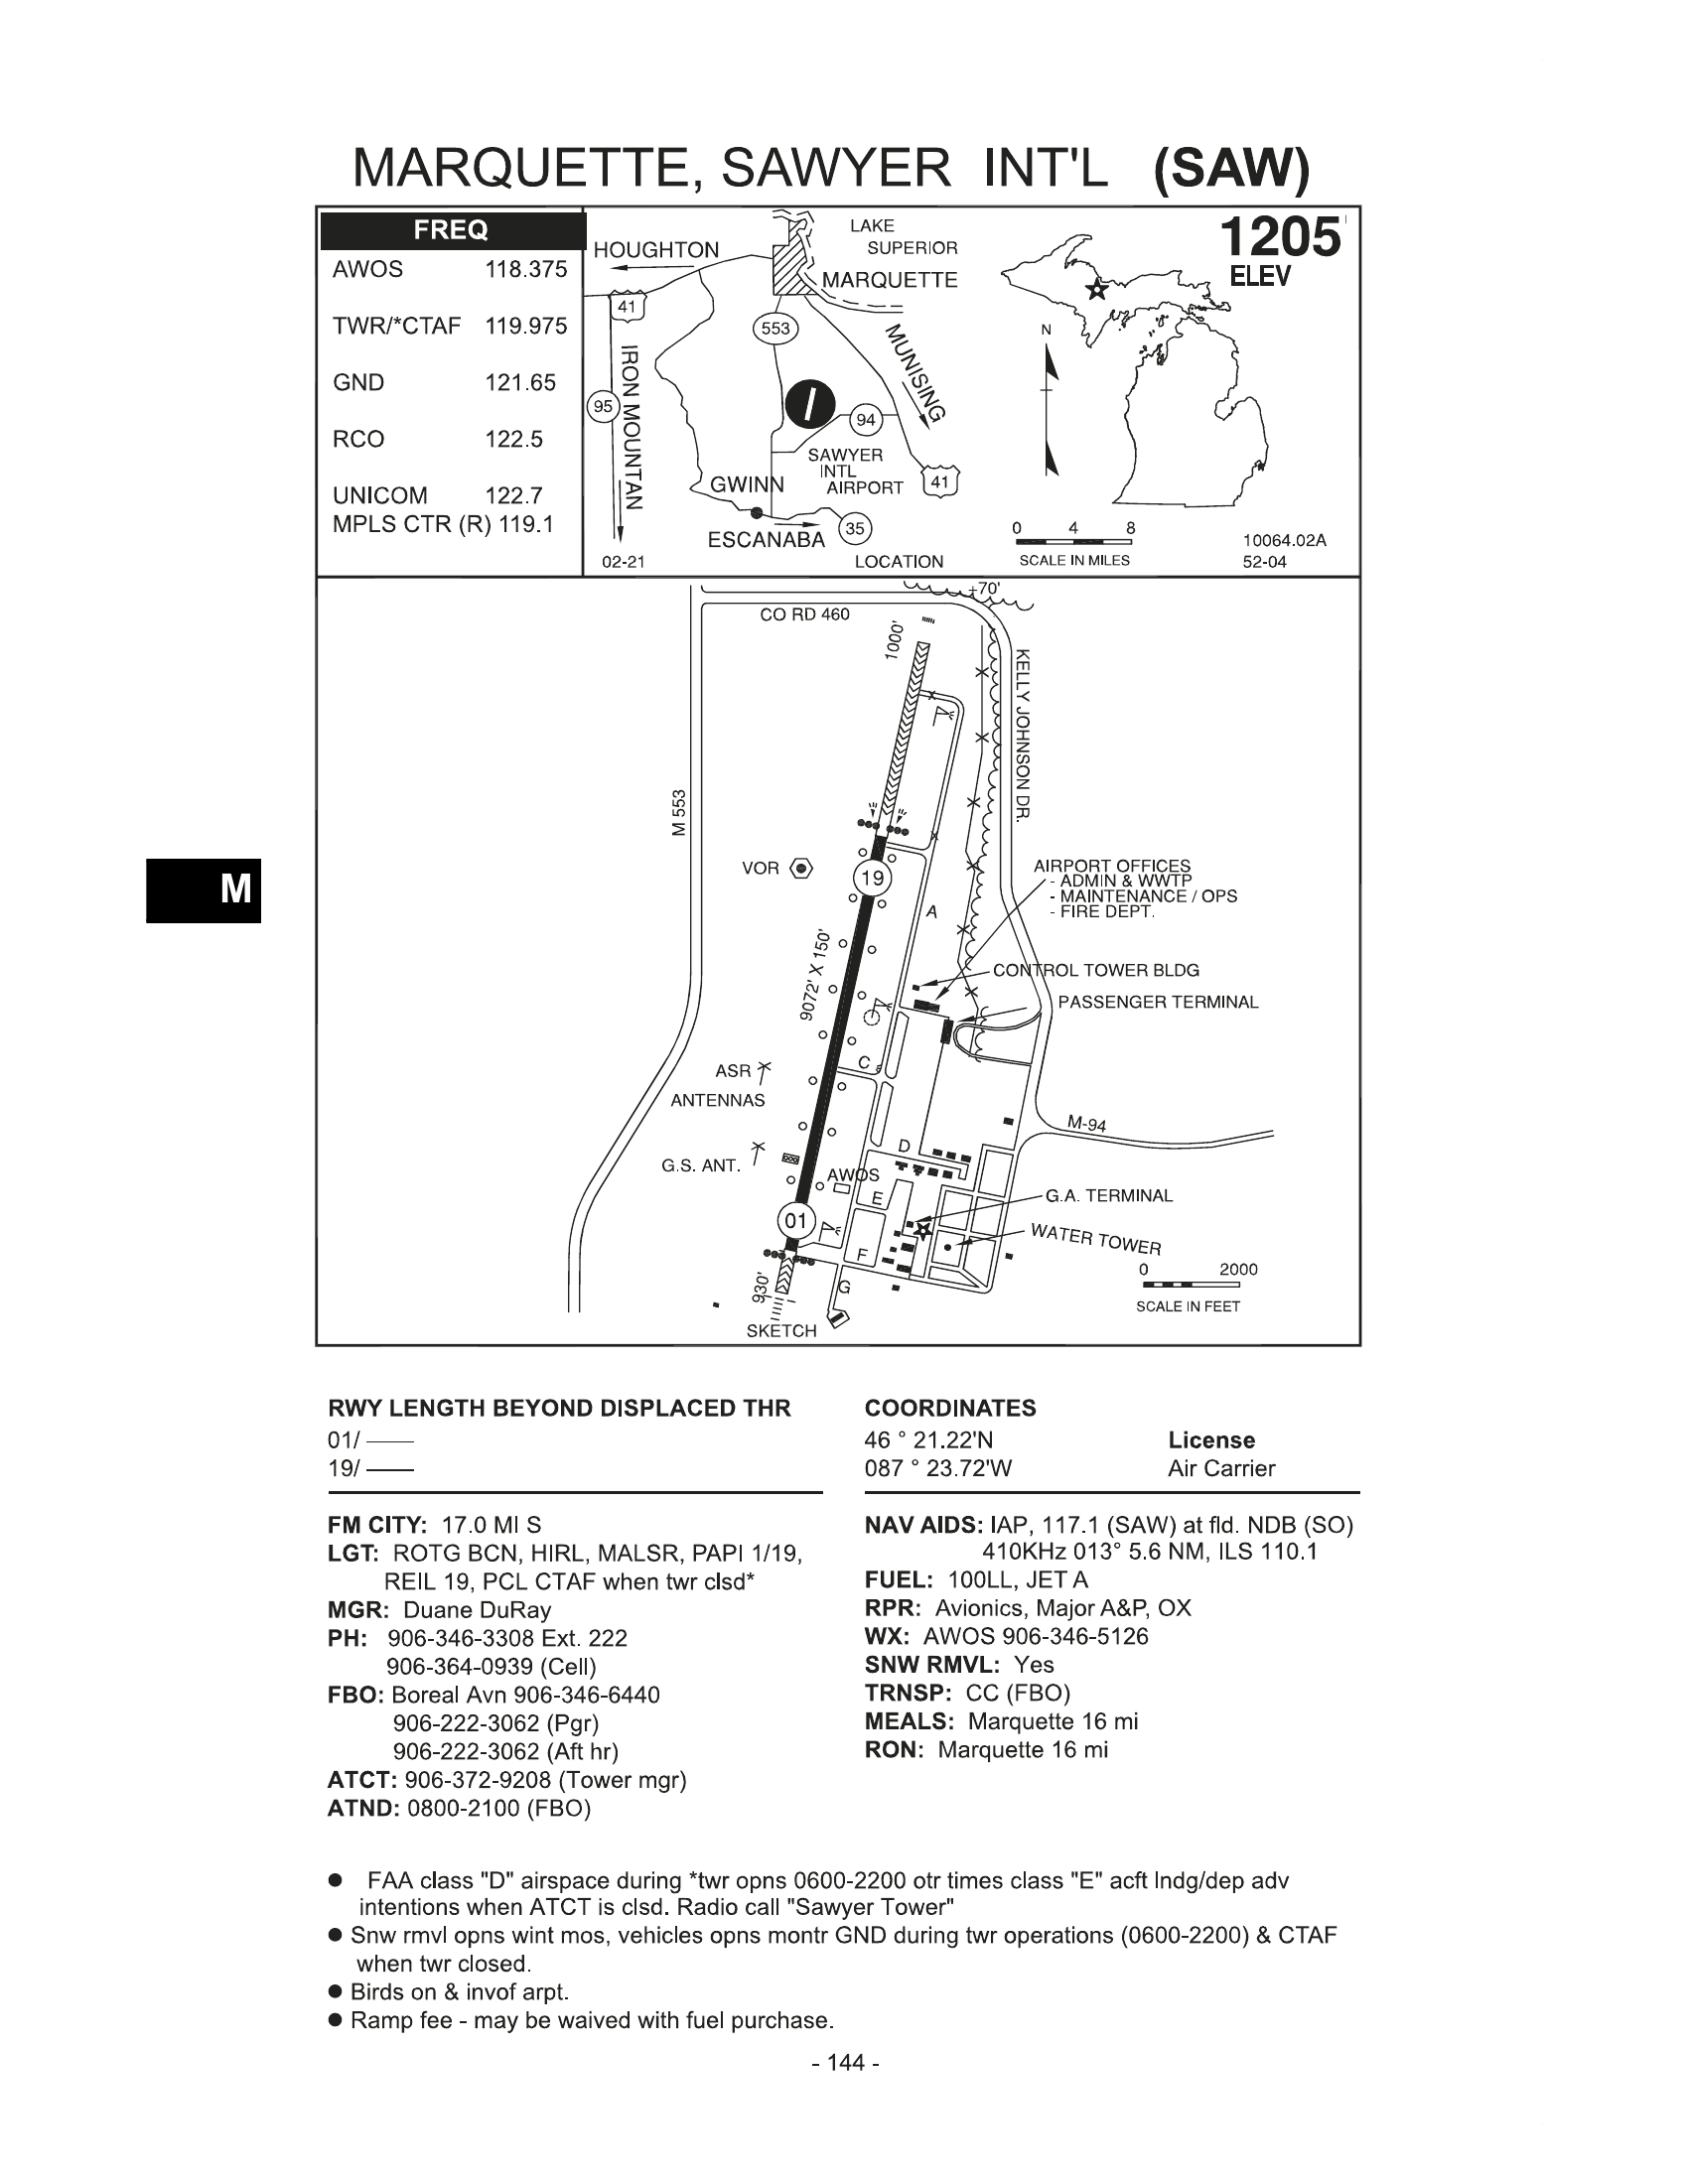 MARQUETTE, SAWYER INT'L (SAW)
FREQ
AWOS 118.375
TWR/*CTAF 119.975
GND 121.65
RCO 122.5
UNICOM 122.7
MPLS CTR (R) 119.1
HOUGHTON
LAKE
SUPERIOR
MARQUETTE
41
553
IRON MOUNTAIN
95
MUNISING
94
SAWYER
INTL
AIRPORT
GWINN
41
35
ESCANABA
02-21
LOCATION
1205'
ELEV
N
0 4 8
SCALE IN MILES
10064.02A
52-04
+70'
CO RD 460
1000'
KELLY JOHNSON DR.
M 553
VOR
19
A
AIRPORT OFFICES
- ADMIN & WWTP
- MAINTENANCE / OPS
- FIRE DEPT.
9072' X 150'
CONTROL TOWER BLDG
PASSENGER TERMINAL
C
ASR
ANTENNAS
M-94
G.S. ANT.
D
AWOS
E
G.A. TERMINAL
01
WATER TOWER
F
G
930'
0 2000
SCALE IN FEET
SKETCH
M
RWY LENGTH BEYOND DISPLACED THR
01/ ——
19/ ——
COORDINATES
46 ° 21.22'N
087 ° 23.72'W
License
Air Carrier
FM CITY: 17.0 MI S
LGT: ROTG BCN, HIRL, MALSR, PAPI 1/19,
REIL 19, PCL CTAF when twr clsd*
MGR: Duane DuRay
PH: 906-346-3308 Ext. 222
906-364-0939 (Cell)
FBO: Boreal Avn 906-346-6440
906-222-3062 (Pgr)
906-222-3062 (Aft hr)
ATCT: 906-372-9208 (Tower mgr)
ATND: 0800-2100 (FBO)
NAV AIDS: IAP, 117.1 (SAW) at fld. NDB (SO)
410KHz 013° 5.6 NM, ILS 110.1
FUEL: 100LL, JET A
RPR: Avionics, Major A&P, OX
WX: AWOS 906-346-5126
SNW RMVL: Yes
TRNSP: CC (FBO)
MEALS: Marquette 16 mi
RON: Marquette 16 mi
● FAA class "D" airspace during *twr opns 0600-2200 otr times class "E" acft lndg/dep adv
intentions when ATCT is clsd. Radio call "Sawyer Tower"
● Snw rmvl opns wint mos, vehicles opns montr GND during twr operations (0600-2200) & CTAF
when twr closed.
● Birds on & invof arpt.
● Ramp fee - may be waived with fuel purchase.
- 144 -